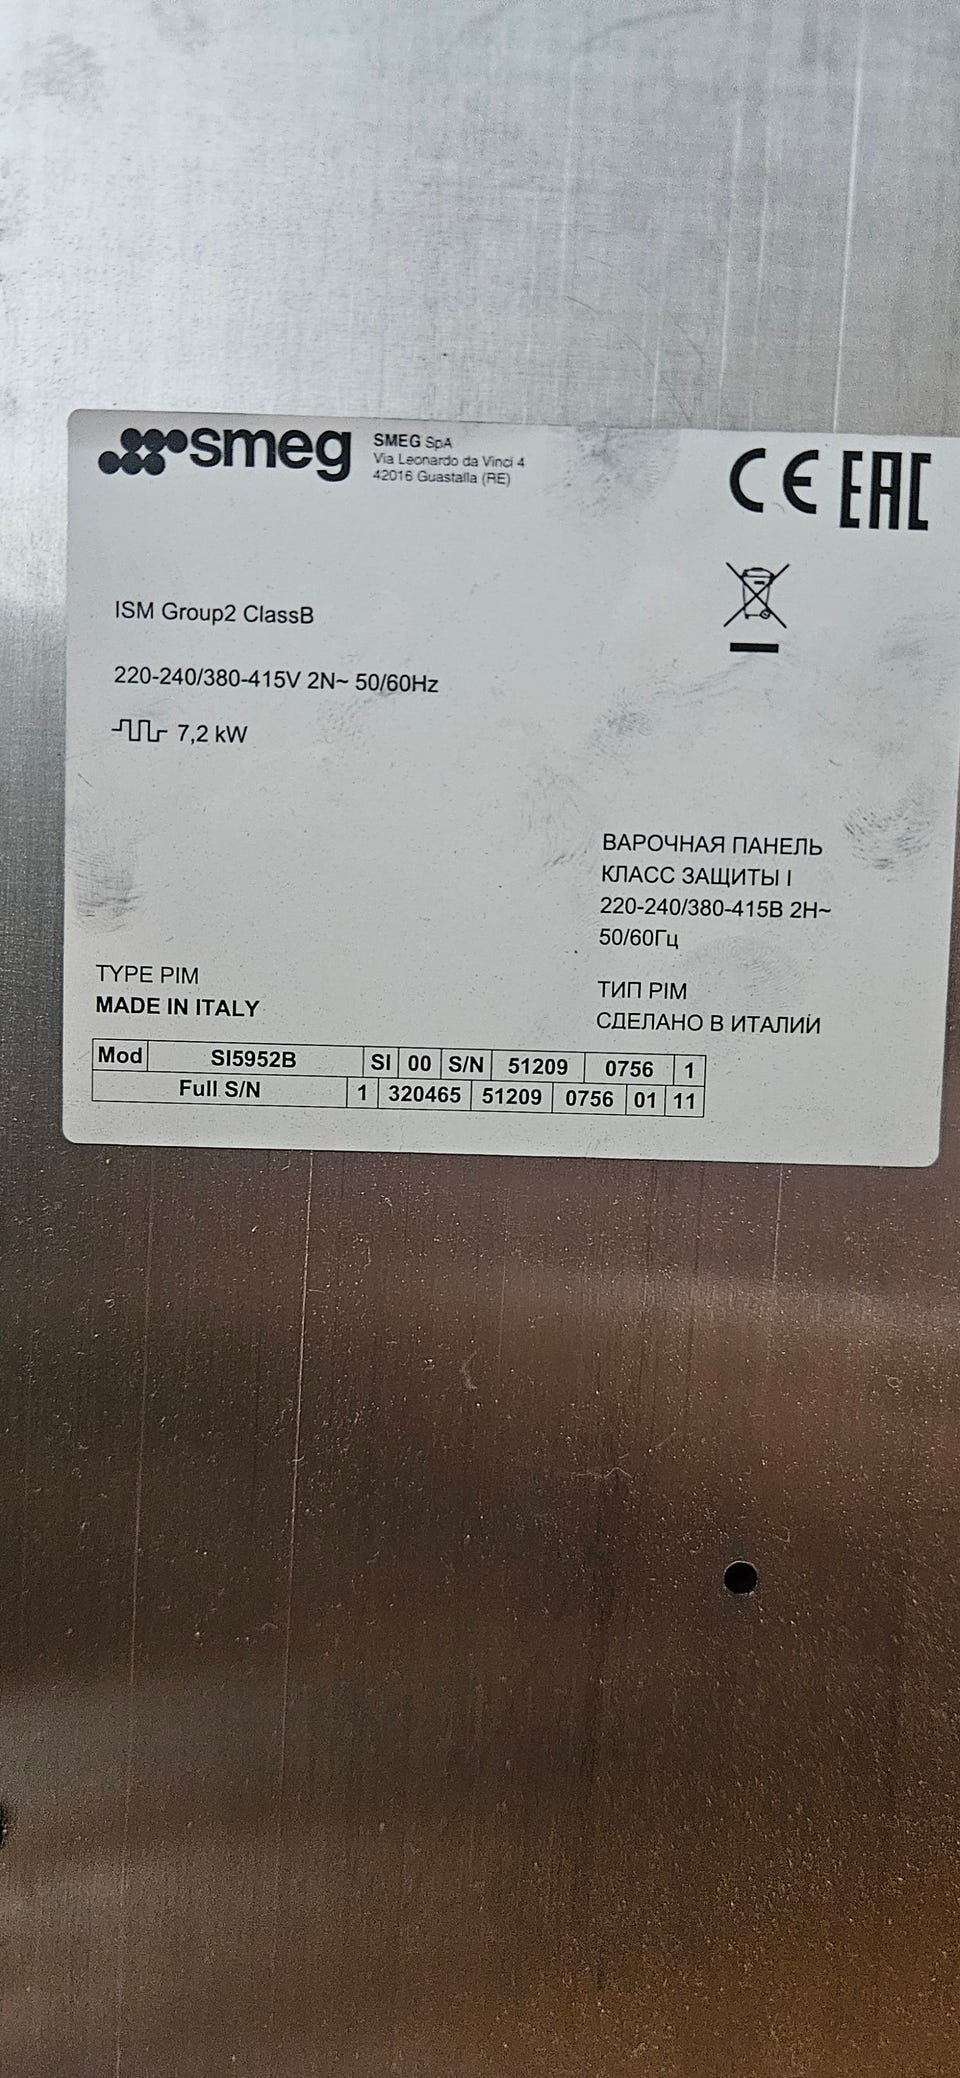 smeg
SMEG SpA
Via Leonardo da Vinci 4
42016 Guastalla (RE)
CE EAC
ISM Group2 ClassB
220-240/380-415V 2N~ 50/60Hz
7,2 kW
ВАРОЧНАЯ ПАНЕЛЬ
КЛАСС ЗАЩИТЫ I
220-240/380-415В 2Н~
50/60Гц
TYPE PIM
MADE IN ITALY
ТИП PIM
СДЕЛАНО В ИТАЛИИ
Mod SI5952B SI 00 S/N 51209 0756 1
Full S/N 1 320465 51209 0756 01 11